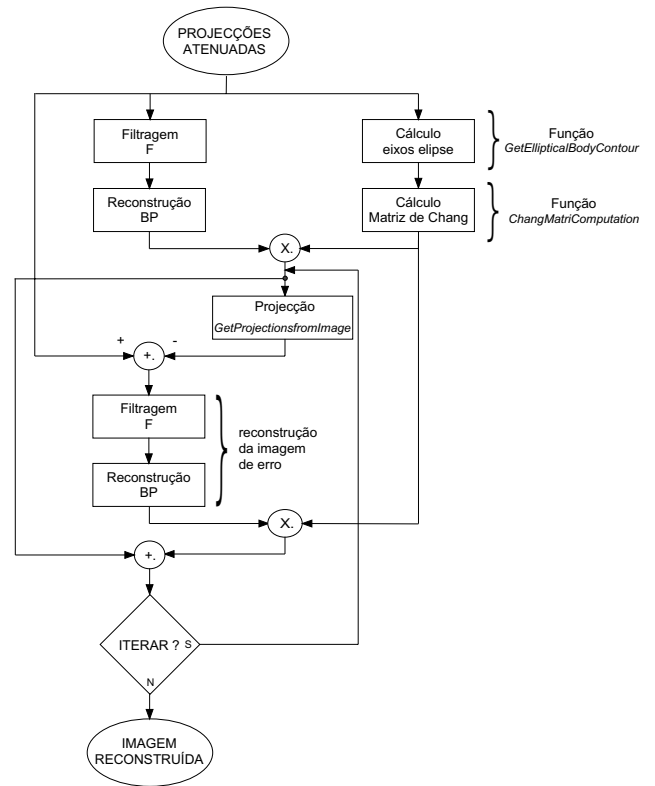 PROJECÇÕES
ATENUADAS
Filtragem
F
Cálculo
eixos elipse
Função
GetEllipticalBodyContour
Reconstrução
BP
Cálculo
Matriz de Chang
Função
ChangMatriComputation
X.
Projecção
GetProjectionsfromImage
+
-
+.
Filtragem
F
reconstrução
da imagem
de erro
Reconstrução
BP
X.
+.
ITERAR ?
S
N
IMAGEM
RECONSTRUÍDA